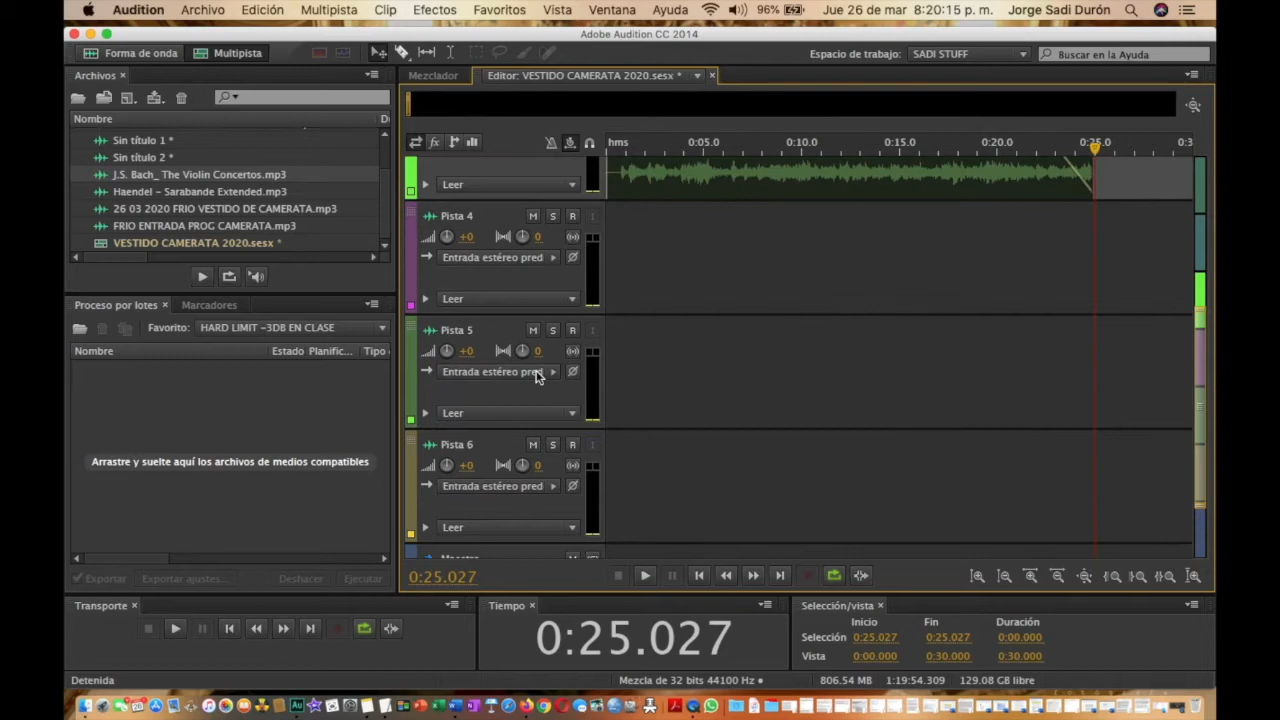 Audition Archivo Edición Multipista Clip Efectos Favoritos Vista Ventana Ayuda 96% Jue 26 de mar 8:20:15 p. m. Jorge Sadi Durón
Adobe Audition CC 2014
Forma de onda Multipista Espacio de trabajo: SADI STUFF Buscar en la Ayuda
Archivos × Mezclador Editor: VESTIDO CAMERATA 2020.sesx * ×
Nombre D
hms 0:05.0 0:10.0 0:15.0 0:20.0 0:25.0 0:3
Sin título 1 *
Sin título 2 *
J.S. Bach_ The Violin Concertos.mp3
Haendel – Sarabande Extended.mp3
26 03 2020 FRIO VESTIDO DE CAMERATA.mp3
FRIO ENTRADA PROG CAMERATA.mp3
VESTIDO CAMERATA 2020.sesx *
Leer
Pista 4 M S R I
+0 0
Entrada estéreo pred
Leer
Pista 5 M S R I
+0 0
Entrada estéreo pred
Leer
Pista 6 M S R I
+0 0
Entrada estéreo pred
Leer
Proceso por lotes × Marcadores
Favorito: HARD LIMIT -3DB EN CLASE
Nombre Estado Planific... Tipo
Arrastre y suelte aquí los archivos de medios compatibles
Exportar Exportar ajustes... Deshacer Ejecutar
0:25.027
Transporte × Tiempo × Selección/vista ×
0:25.027
Inicio Fin Duración
Selección 0:25.027 0:25.027 0:00.000
Vista 0:00.000 0:30.000 0:30.000
Detenida Mezcla de 32 bits 44100 Hz • 806.54 MB 1:19:54.309 129.08 GB libre